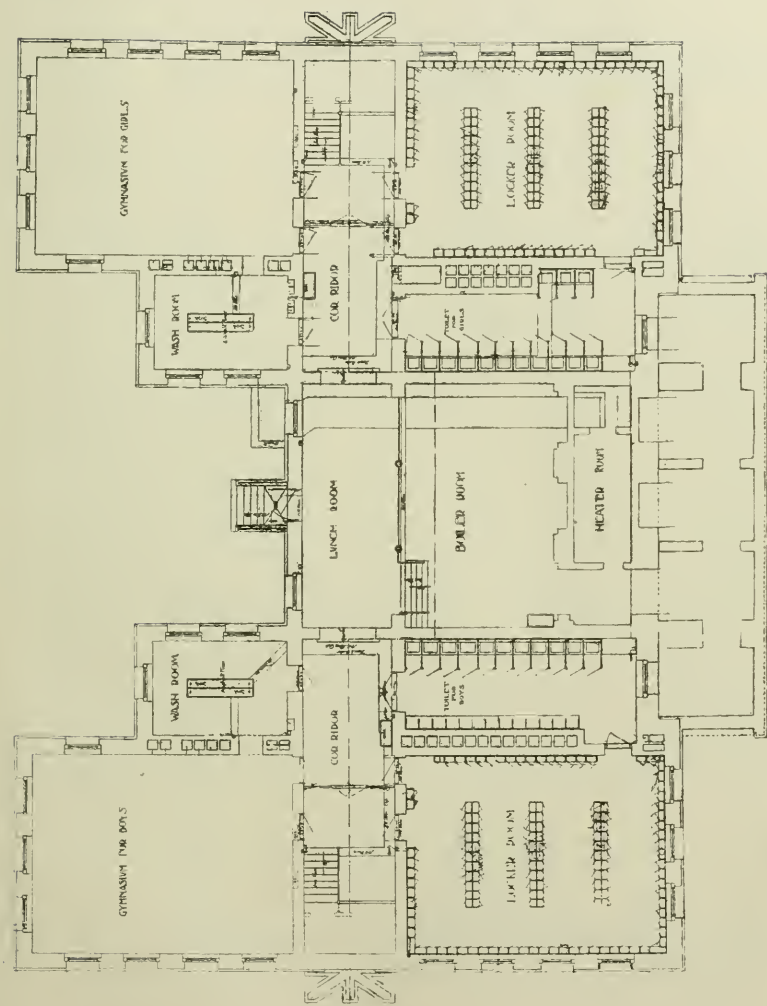 GYMNASIUM FOR GIRLS
WASH ROOM
CORRIDOR
LOCKER ROOM
TOILET
FOR
GIRLS
LUNCH ROOM
BOILER ROOM
HEATER ROOM
WASH ROOM
CORRIDOR
TOILET
FOR
BOYS
GYMNASIUM FOR BOYS
LOCKER ROOM